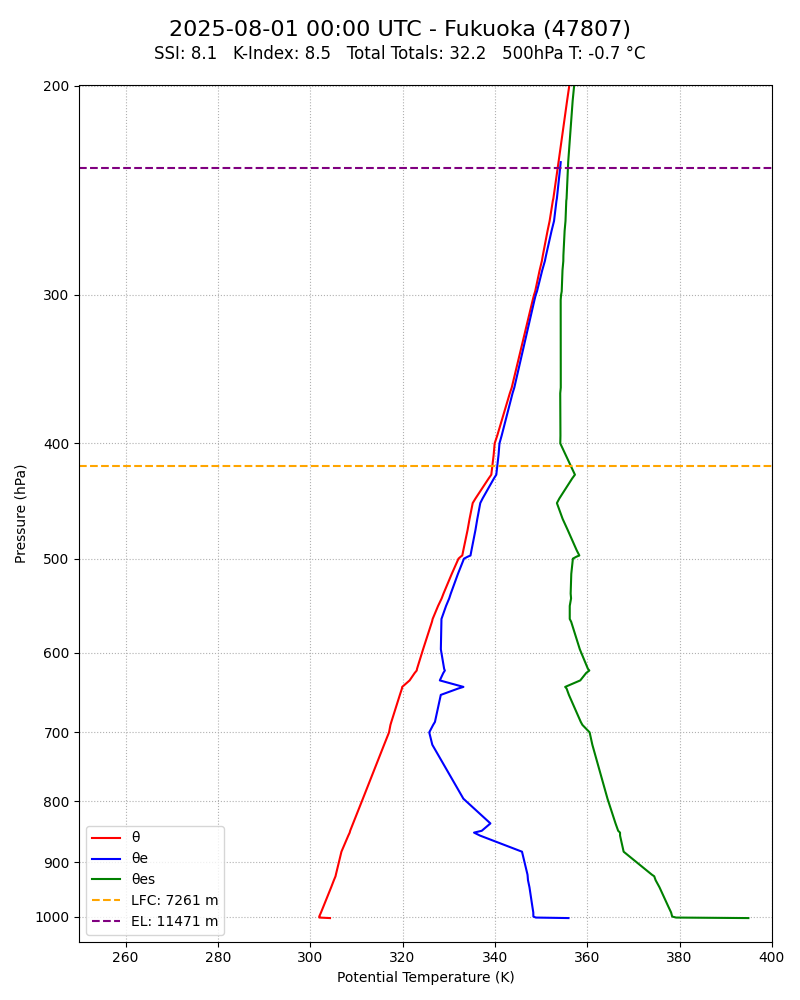 2025-08-01 00:00 UTC - Fukuoka (47807)
SSI: 8.1   K-Index: 8.5   Total Totals: 32.2   500hPa T: -0.7 °C
200
300
400
500
600
700
800
900
1000
Pressure (hPa)
θ
θe
θes
LFC: 7261 m
EL: 11471 m
260
280
300
320
340
360
380
400
Potential Temperature (K)